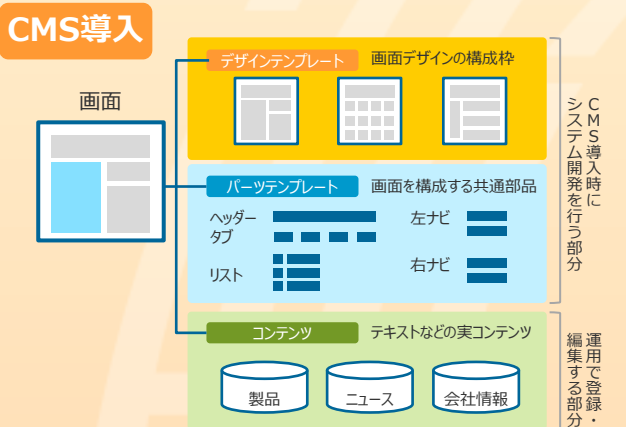 CMS導入
画面
デザインテンプレート
画面デザインの構成枠
パーツテンプレート
画面を構成する共通部品
ヘッダー
タブ
左ナビ
リスト
右ナビ
コンテンツ
テキストなどの実コンテンツ
製品
ニュース
会社情報
CMS導入時に
システム開発を行う部分
運用で登録・
編集する部分